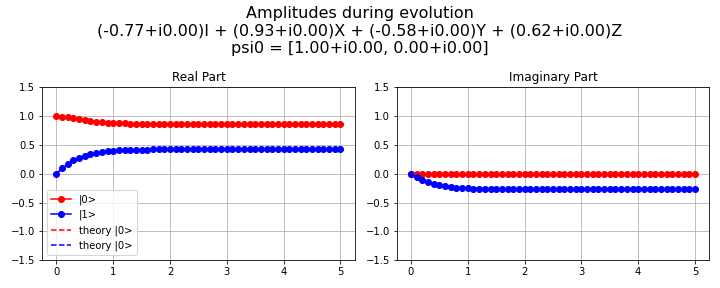 Amplitudes during evolution
(-0.77+i0.00)I + (0.93+i0.00)X + (-0.58+i0.00)Y + (0.62+i0.00)Z
psi0 = [1.00+i0.00, 0.00+i0.00]
Real Part
1.5
1.0
0.5
0.0
−0.5
−1.0
−1.5
|0>
|1>
theory |0>
theory |0>
0 1 2 3 4 5
Imaginary Part
1.5
1.0
0.5
0.0
−0.5
−1.0
−1.5
0 1 2 3 4 5